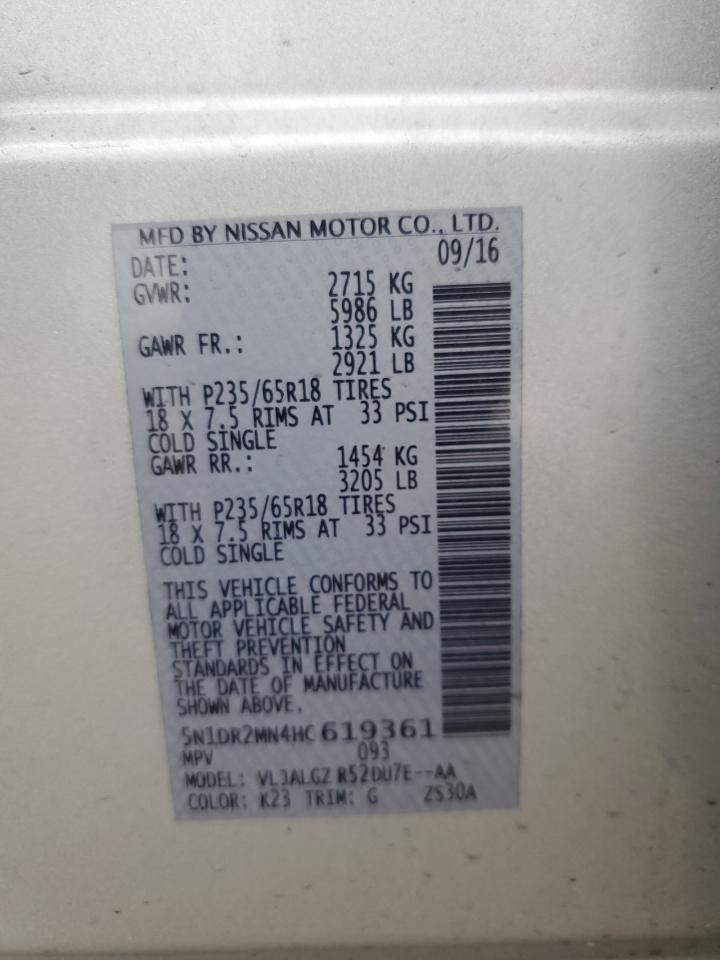 MFD BY NISSAN MOTOR CO., LTD.
DATE: 09/16
GVWR: 2715 KG
5986 LB
GAWR FR.: 1325 KG
2921 LB
WITH P235/65R18 TIRES
18 X 7.5 RIMS AT 33 PSI
COLD SINGLE
GAWR RR.: 1454 KG
3205 LB
WITH P235/65R18 TIRES
18 X 7.5 RIMS AT 33 PSI
COLD SINGLE
THIS VEHICLE CONFORMS TO
ALL APPLICABLE FEDERAL
MOTOR VEHICLE SAFETY AND
THEFT PREVENTION
STANDARDS IN EFFECT ON
THE DATE OF MANUFACTURE
SHOWN ABOVE.
5N1DR2MN4HC 619361
MPV 093
MODEL: VL3ALGZ R52DU7E--AA
COLOR: K23 TRIM: G 2S30A